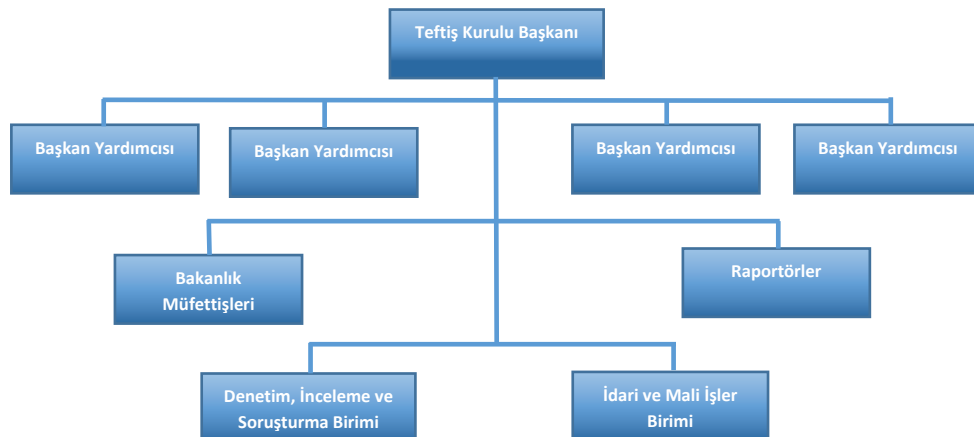 Teftiş Kurulu Başkanı
Başkan Yardımcısı
Başkan Yardımcısı
Başkan Yardımcısı
Başkan Yardımcısı
Bakanlık
Müfettişleri
Raportörler
Denetim, İnceleme ve
Soruşturma Birimi
İdari ve Mali İşler
Birimi